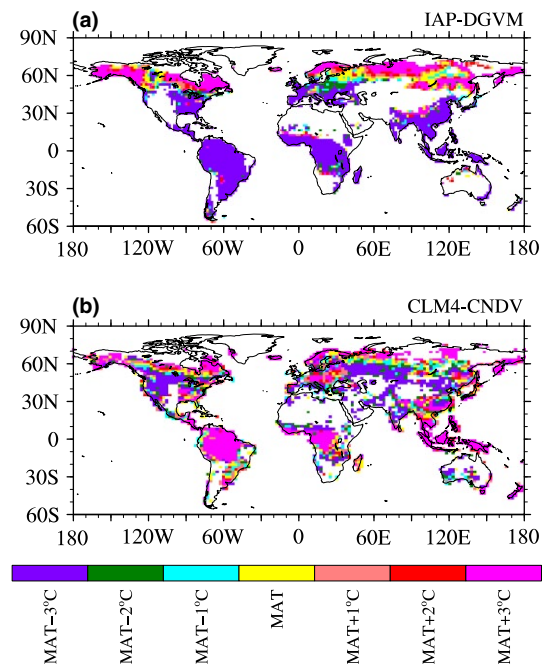 (a) IAP-DGVM
90N
60N
30N
0
30S
60S
180 120W 60W 0 60E 120E 180
(b) CLM4-CNDV
90N
60N
30N
0
30S
60S
180 120W 60W 0 60E 120E 180
MAT−3°C
MAT−2°C
MAT−1°C
MAT
MAT+1°C
MAT+2°C
MAT+3°C